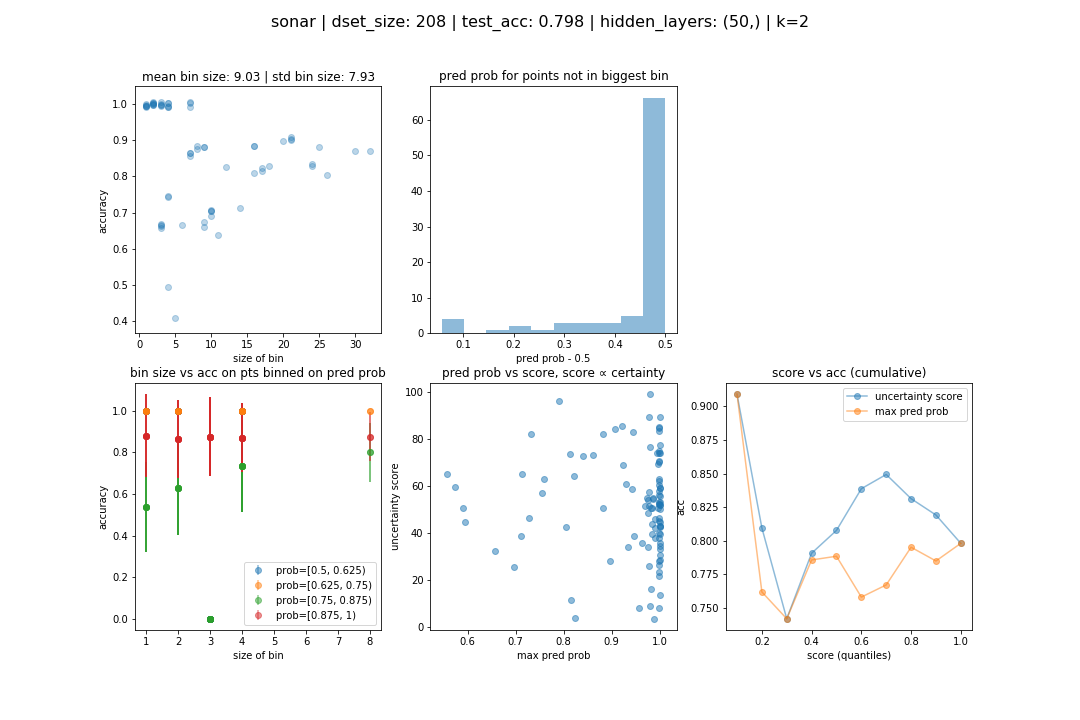 sonar | dset_size: 208 | test_acc: 0.798 | hidden_layers: (50,) | k=2
mean bin size: 9.03 | std bin size: 7.93
accuracy
1.0
0.9
0.8
0.7
0.6
0.5
0.4
0 5 10 15 20 25 30
size of bin
pred prob for points not in biggest bin
60
50
40
30
20
10
0
0.1 0.2 0.3 0.4 0.5
pred prob - 0.5
bin size vs acc on pts binned on pred prob
accuracy
1.0
0.8
0.6
0.4
0.2
0.0
prob=[0.5, 0.625)
prob=[0.625, 0.75)
prob=[0.75, 0.875)
prob=[0.875, 1)
1 2 3 4 5 6 7 8
size of bin
pred prob vs score, score ∝ certainty
uncertainty score
100
80
60
40
20
0
0.6 0.7 0.8 0.9 1.0
max pred prob
score vs acc (cumulative)
acc
0.900
0.875
0.850
0.825
0.800
0.775
0.750
uncertainty score
max pred prob
0.2 0.4 0.6 0.8 1.0
score (quantiles)